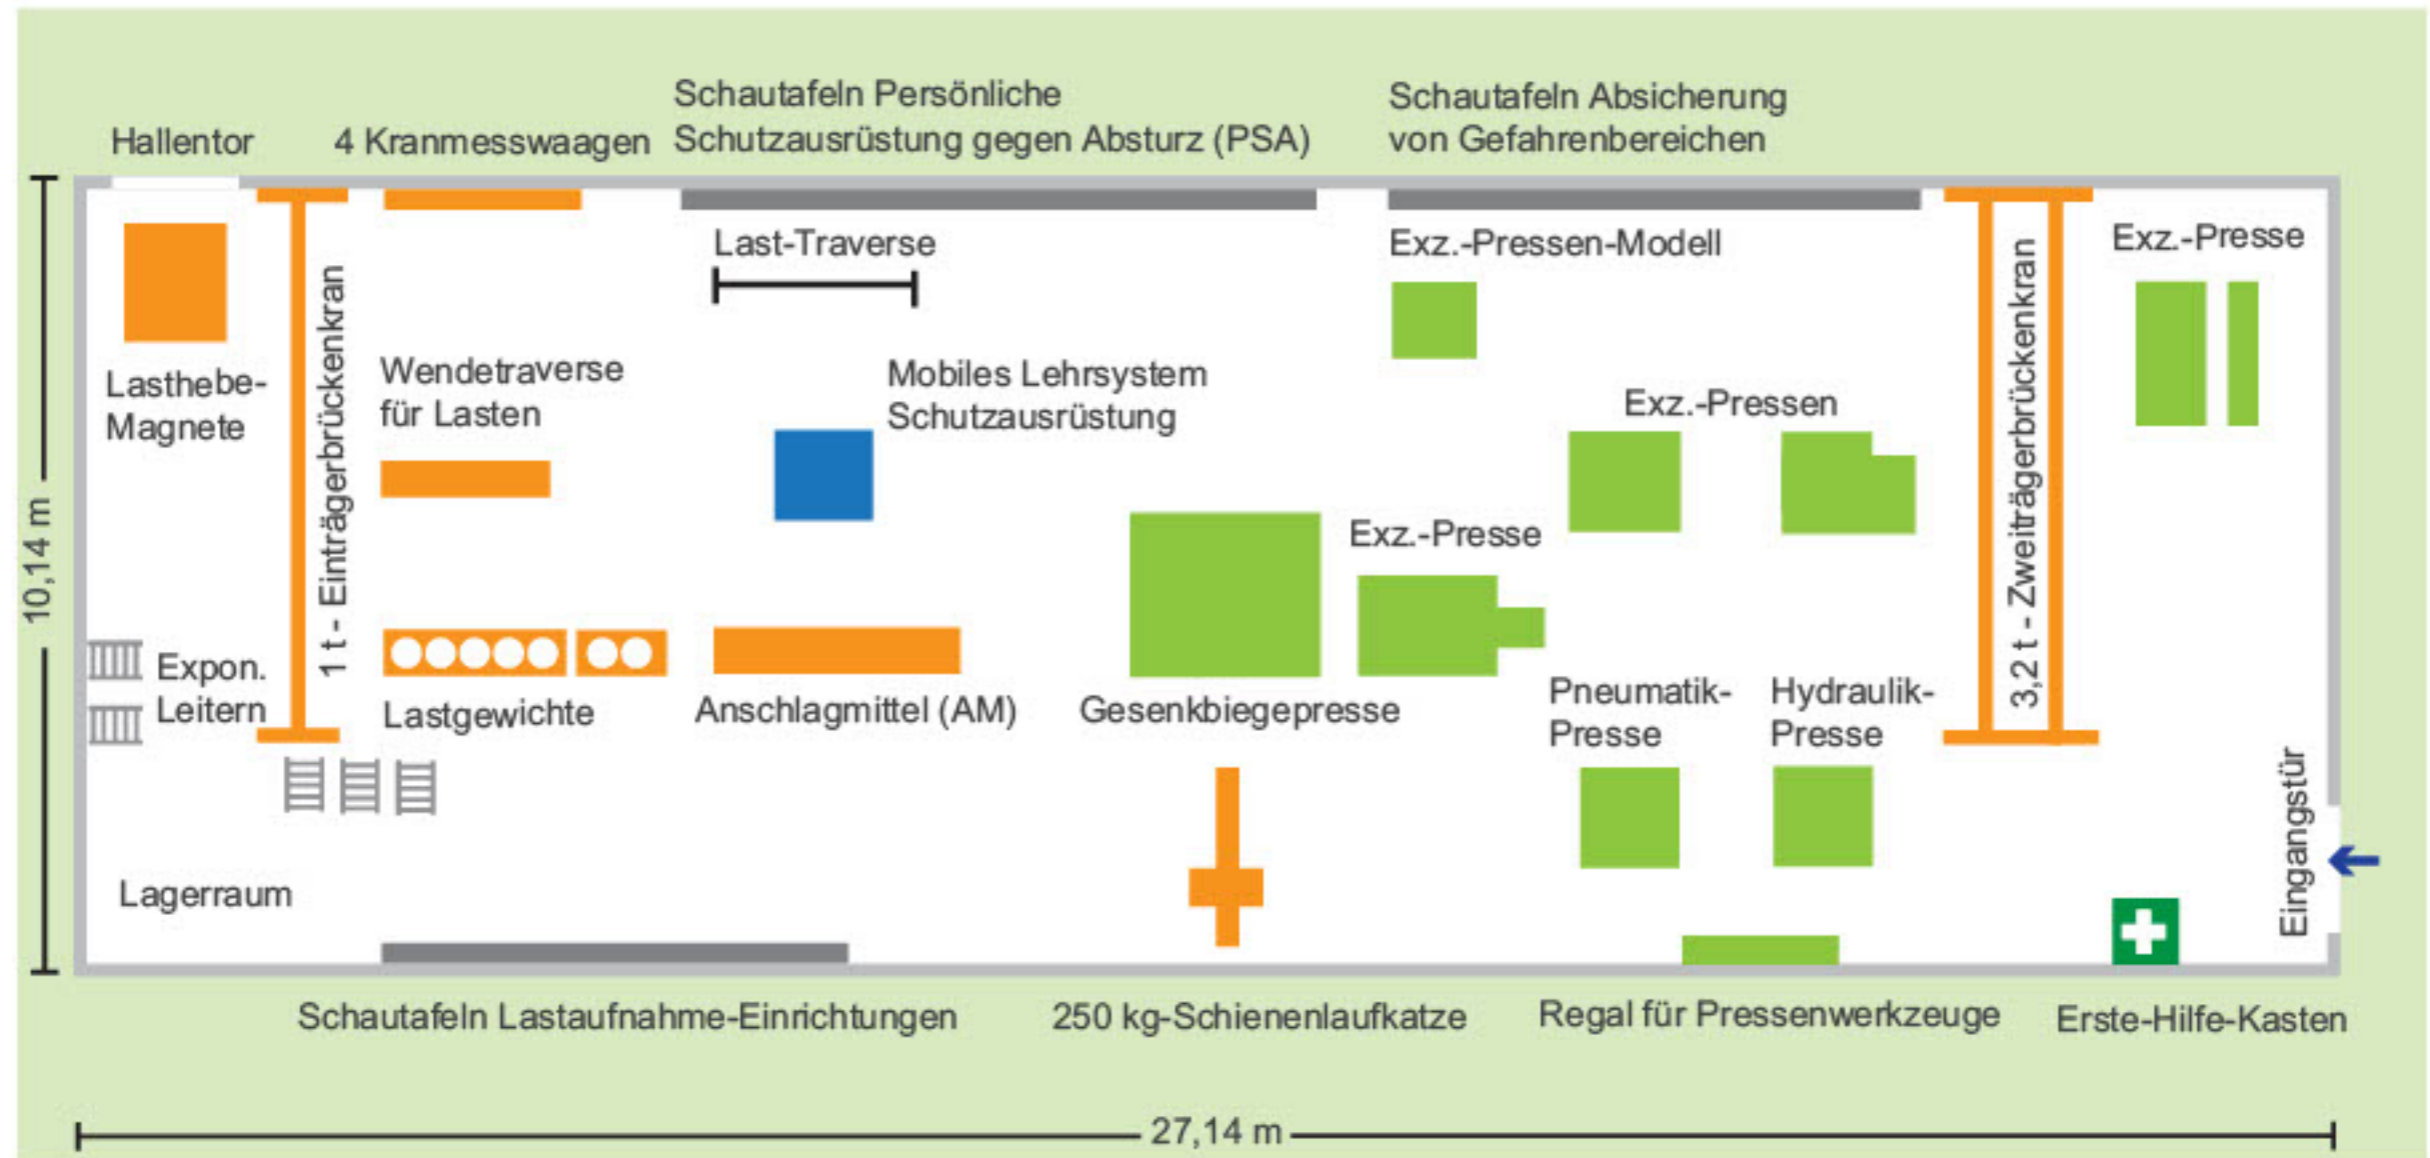 Schautafeln Persönliche
Schutzausrüstung gegen Absturz (PSA)
Schautafeln Absicherung
von Gefahrenbereichen
Hallentor
4 Kranmesswaagen
Last-Traverse
Exz.-Pressen-Modell
Exz.-Presse
Lasthebe-
Magnete
1 t - Einträgerbrückenkran
Wendetraverse
für Lasten
Mobiles Lehrsystem
Schutzausrüstung
Exz.-Pressen
3,2 t - Zweiträgerbrückenkran
10,14 m
Exz.-Presse
Expon.
Leitern
Lastgewichte
Anschlagmittel (AM)
Gesenkbiegepresse
Pneumatik-
Presse
Hydraulik-
Presse
Eingangstür
Lagerraum
Schautafeln Lastaufnahme-Einrichtungen
250 kg-Schienenlaufkatze
Regal für Pressenwerkzeuge
Erste-Hilfe-Kasten
27,14 m